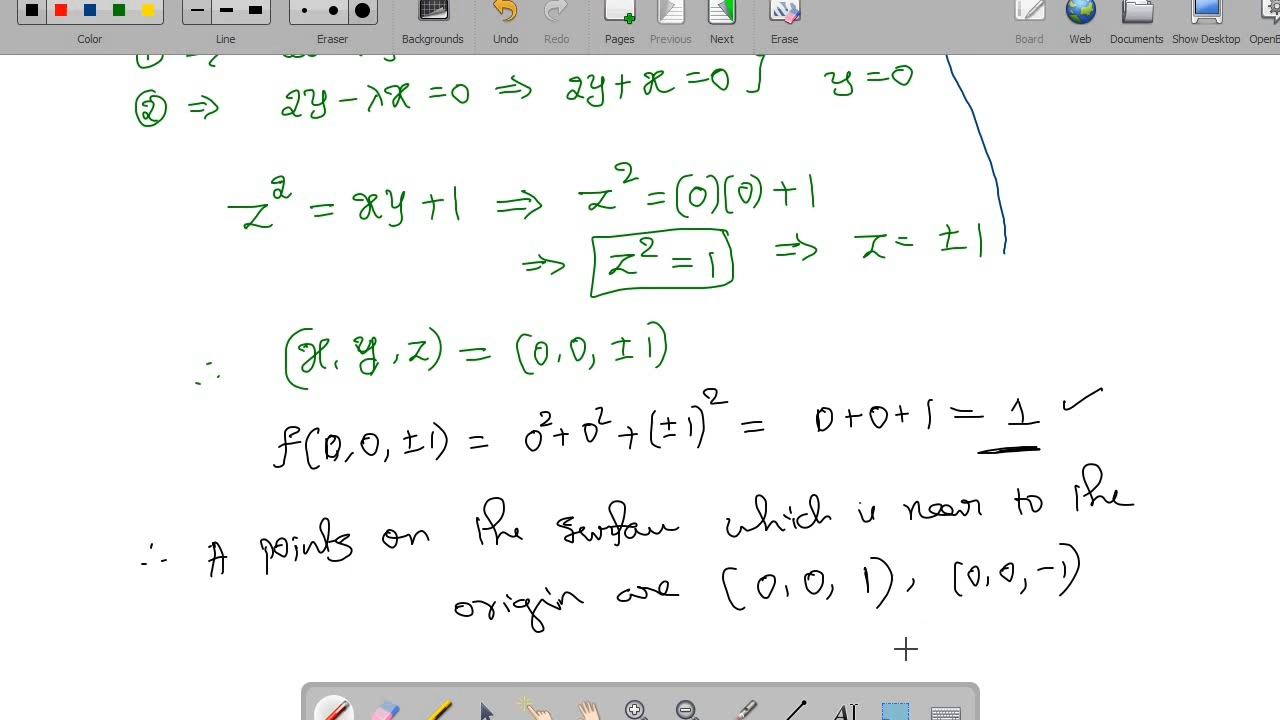 Color Line Eraser Backgrounds Undo Redo Pages Previous Next Erase Board Web Documents Show Desktop
② ⇒ 2y - λx = 0 ⇒ 2y + x = 0 ] y = 0
z² = xy + 1 ⇒ z² = (0)(0) + 1
⇒ z² = 1 ⇒ z = ±1
∴ (x, y, z) = (0, 0, ±1)
f(0, 0, ±1) = 0² + 0² + (±1)² = 0 + 0 + 1 = 1 ✓
∴ A points on the surface which is near to the
origin are (0, 0, 1), (0, 0, -1)